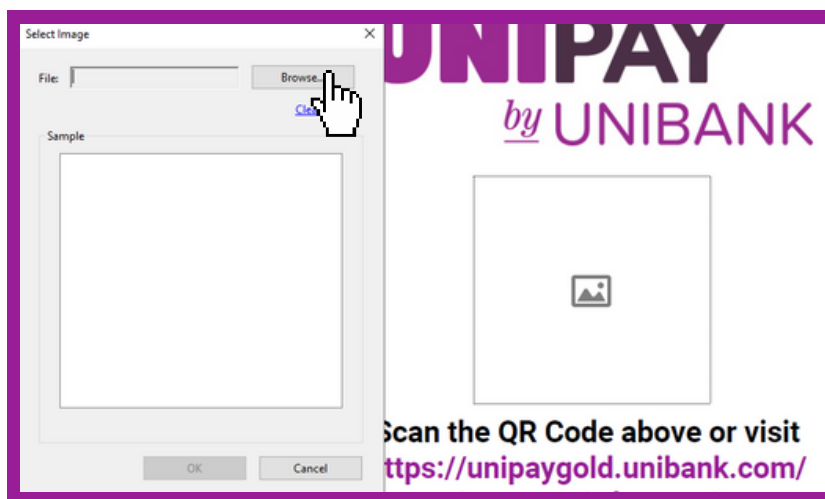 Select Image
File:
Browse...
Sample
OK
Cancel
UNIPAY
by UNIBANK
Scan the QR Code above or visit
ttps://unipaygold.unibank.com/